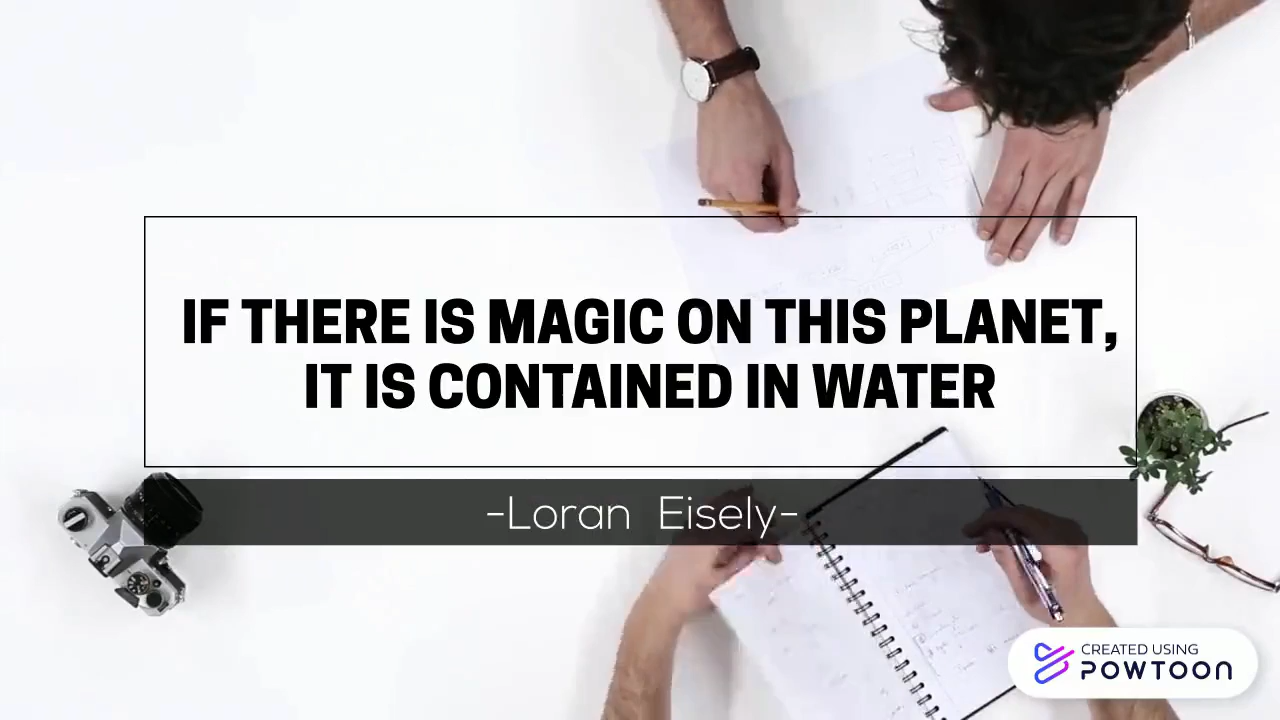 IF THERE IS MAGIC ON THIS PLANET,
IT IS CONTAINED IN WATER
-Loran Eisely-
CREATED USING
POWTOON